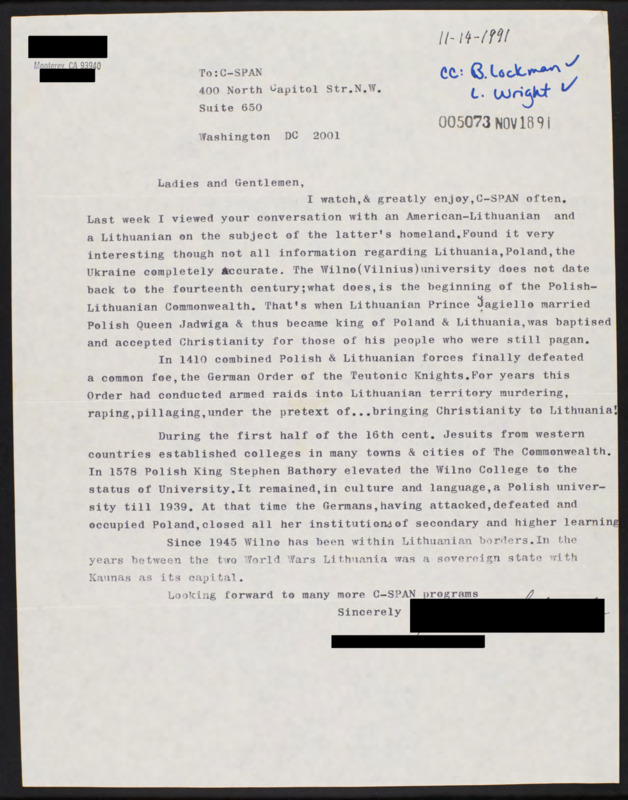 11-14-1991
Monterey, CA 93940
cc: B. Lockman ✓
L. Wright ✓
005073 NOV 18 91
To:C-SPAN
400 North Capitol Str.N.W.
Suite 650
Washington DC 2001
Ladies and Gentlemen,
I watch,& greatly enjoy,C-SPAN often.
Last week I viewed your conversation with an American-Lithuanian and
a Lithuanian on the subject of the latter's homeland.Found it very
interesting though not all information regarding Lithuania,Poland,the
Ukraine completely accurate. The Wilno(Vilnius)university does not date
back to the fourteenth century;what does,is the beginning of the Polish-
Lithuanian Commonwealth. That's when Lithuanian Prince Jagiello married
Polish Queen Jadwiga & thus became king of Poland & Lithuania,was baptised
and accepted Christianity for those of his people who were still pagan.
In 1410 combined Polish & Lithuanian forces finally defeated
a common foe,the German Order of the Teutonic Knights.For years this
Order had conducted armed raids into Lithuanian territory murdering,
raping,pillaging,under the pretext of...bringing Christianity to Lithuania!
During the first half of the 16th cent. Jesuits from western
countries established colleges in many towns & cities of The Commonwealth.
In 1578 Polish King Stephen Bathory elevated the Wilno College to the
status of University.It remained,in culture and language,a Polish univer-
sity till 1939. At that time the Germans,having attacked,defeated and
occupied Poland,closed all her institutions of secondary and higher learning
Since 1945 Wilno has been within Lithuanian borders.In the
years between the two World Wars Lithuania was a sovereign state with
Kaunas as its capital.
Looking forward to many more C-SPAN programs
Sincerely